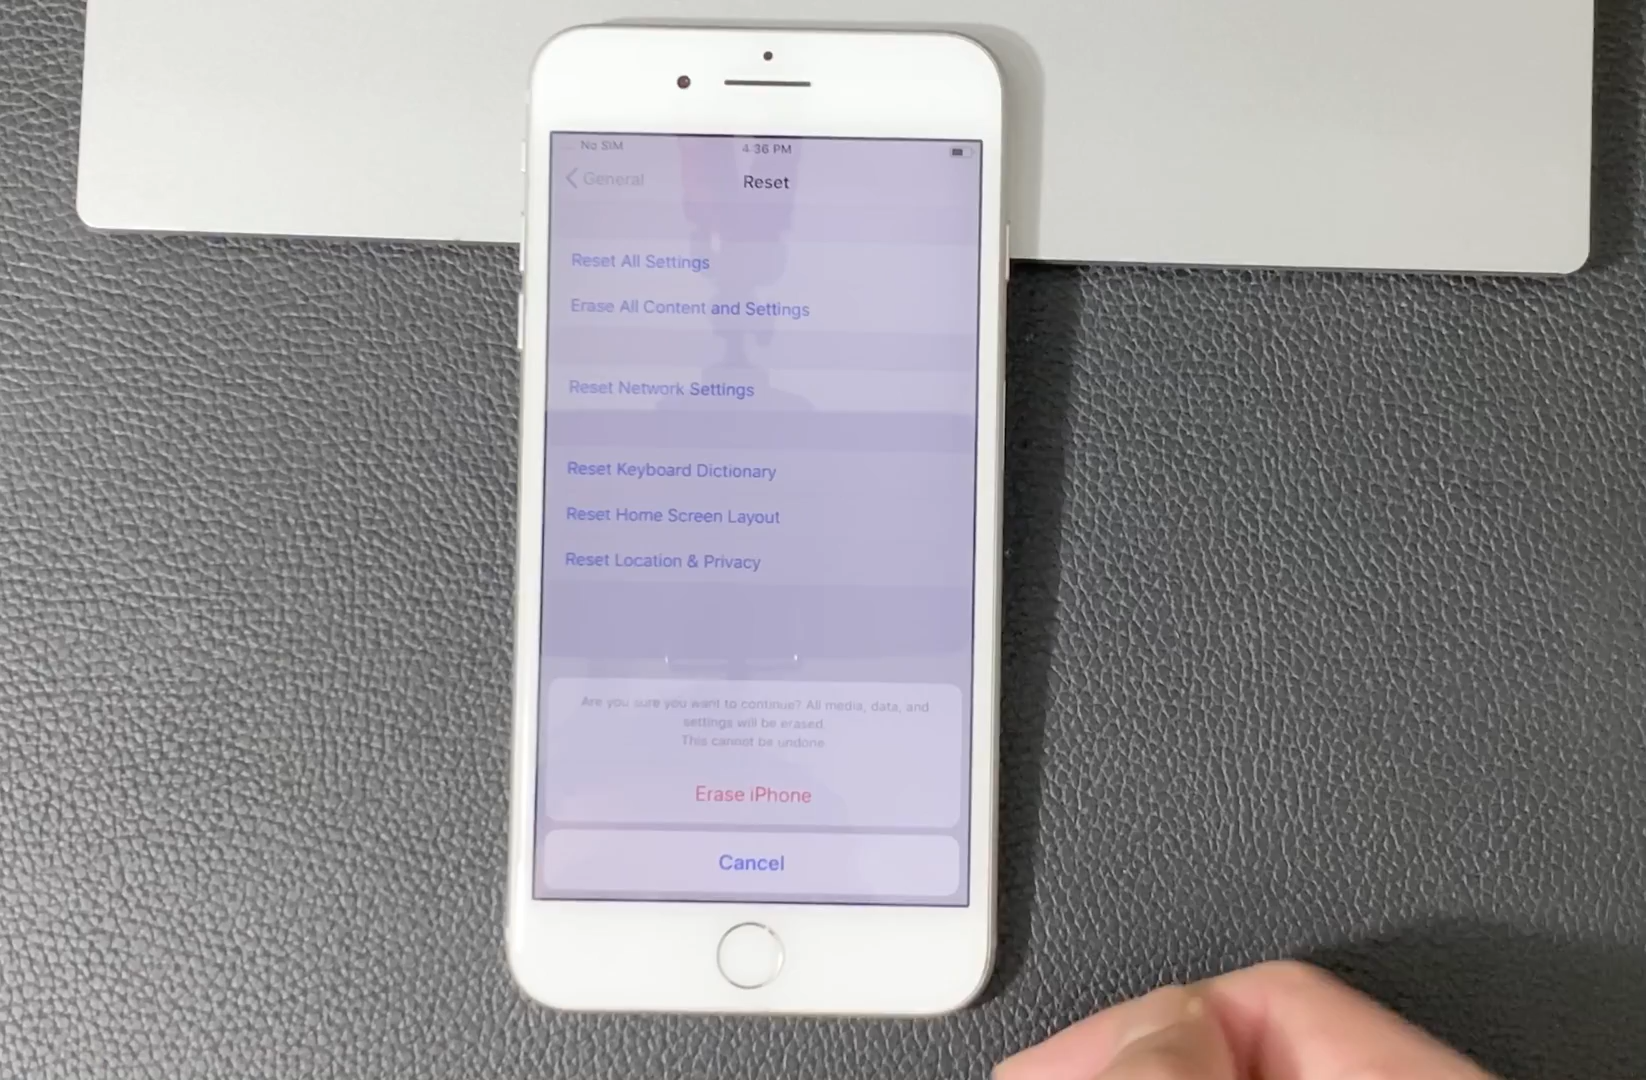 No SIM
4:36 PM
General
Reset
Reset All Settings
Erase All Content and Settings
Reset Network Settings
Reset Keyboard Dictionary
Reset Home Screen Layout
Reset Location & Privacy
Are you sure you want to continue? All media, data, and
settings will be erased.
This cannot be undone.
Erase iPhone
Cancel